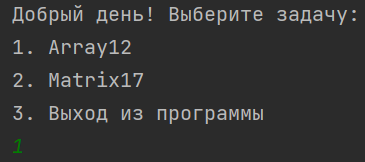 Добрый день! Выберите задачу:
1. Array12
2. Matrix17
3. Выход из программы
1